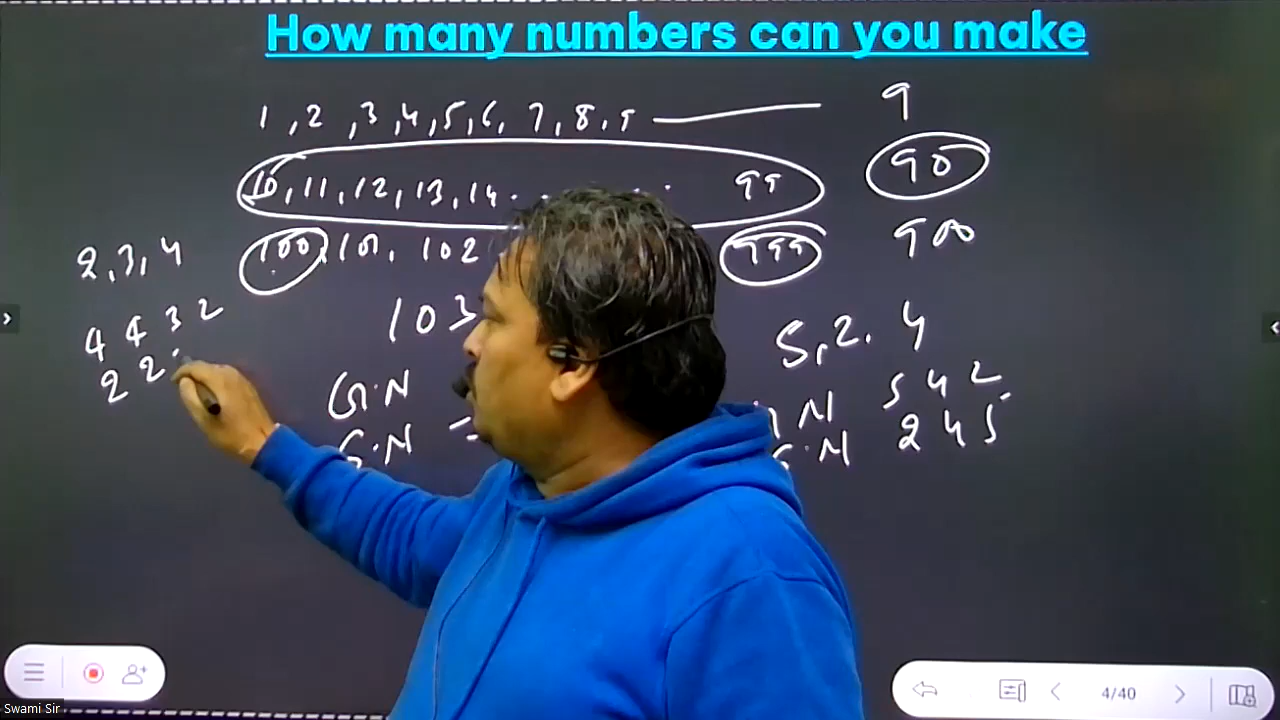 How many numbers can you make
1, 2, 3, 4, 5, 6, 7, 8, 9 — 9
10, 11, 12, 13, 14 . . . . . 99 90
100, 101, 102 999 900
2, 3, 4
103
5, 2, 4
4 4 3 2
2 2
G.N
G.N 5 4 2
S.N =
S.N 2 4 5
4/40
Swami Sir